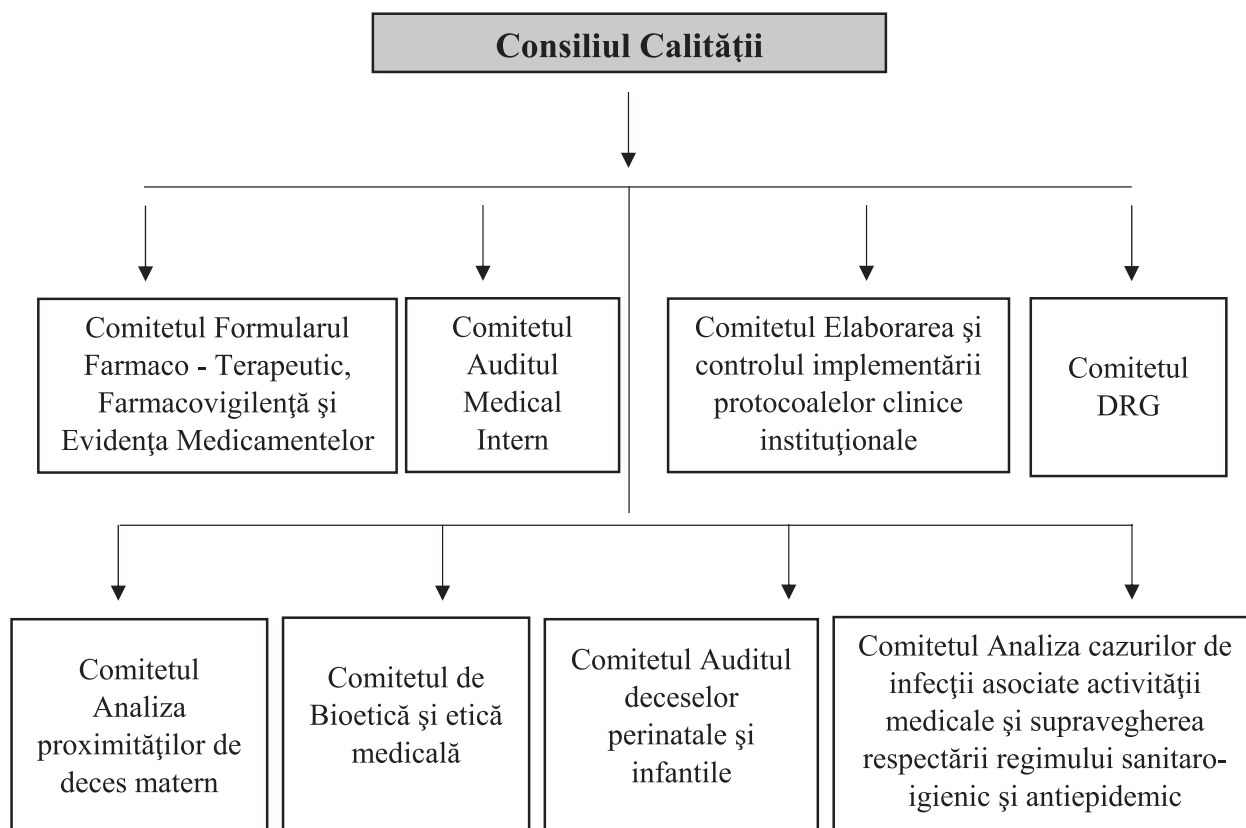 Consiliul Calităţii
Comitetul Formularul
Farmaco - Terapeutic,
Farmacovigilenţă şi
Evidenţa Medicamentelor
Comitetul
Auditul
Medical
Intern
Comitetul Elaborarea şi
controlul implementării
protocoalelor clinice
instituţionale
Comitetul
DRG
Comitetul
Analiza
proximităţilor de
deces matern
Comitetul de
Bioetică şi etică
medicală
Comitetul Auditul
deceselor
perinatale şi
infantile
Comitetul Analiza cazurilor de
infecţii asociate activităţii
medicale şi supravegherea
respectării regimului sanitaro-
igienic şi antiepidemic